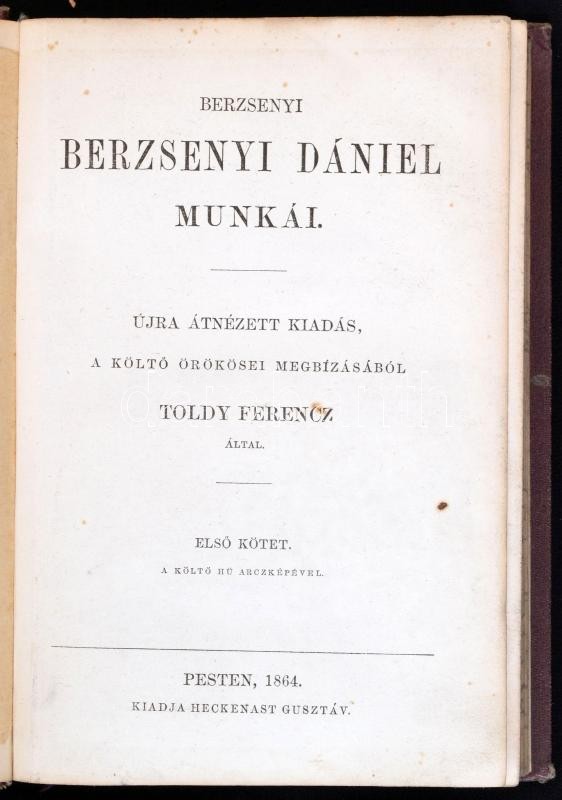 BERZSENYI
BERZSENYI DÁNIEL
MUNKÁI.
ÚJRA ÁTNÉZETT KIADÁS,
A KÖLTŐ ÖRÖKÖSEI MEGBÍZÁSÁBÓL
TOLDY FERENCZ
ÁLTAL.
ELSŐ KÖTET.
A KÖLTŐ HÜ ARCZKÉPÉVEL.
PESTEN, 1864.
KIADJA HECKENAST GUSZTÁV.